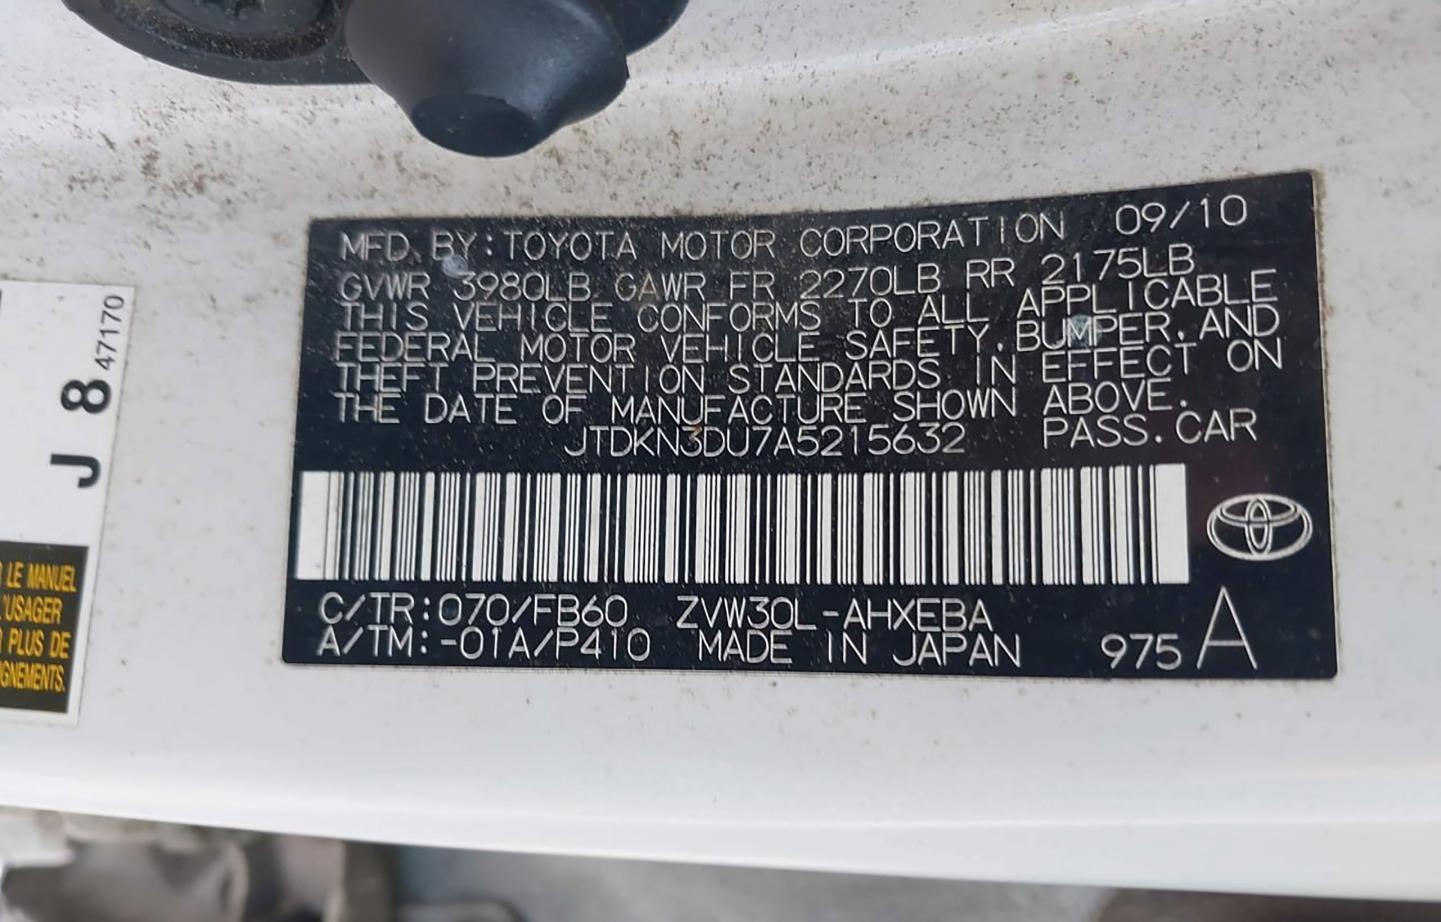 MFD. BY: TOYOTA MOTOR CORPORATION 09/10
GVWR 3980LB GAWR FR 2270LB RR 2175LB
THIS VEHICLE CONFORMS TO ALL APPLICABLE
FEDERAL MOTOR VEHICLE SAFETY, BUMPER, AND
THEFT PREVENTION STANDARDS IN EFFECT ON
THE DATE OF MANUFACTURE SHOWN ABOVE.
JTDKN3DU7A5215632 PASS. CAR
C/TR: 070/FB60 ZVW30L-AHXEBA
A/TM: -01A/P410 MADE IN JAPAN 975 A
J 8 47170
LE MANUEL
L'USAGER
PLUS DE